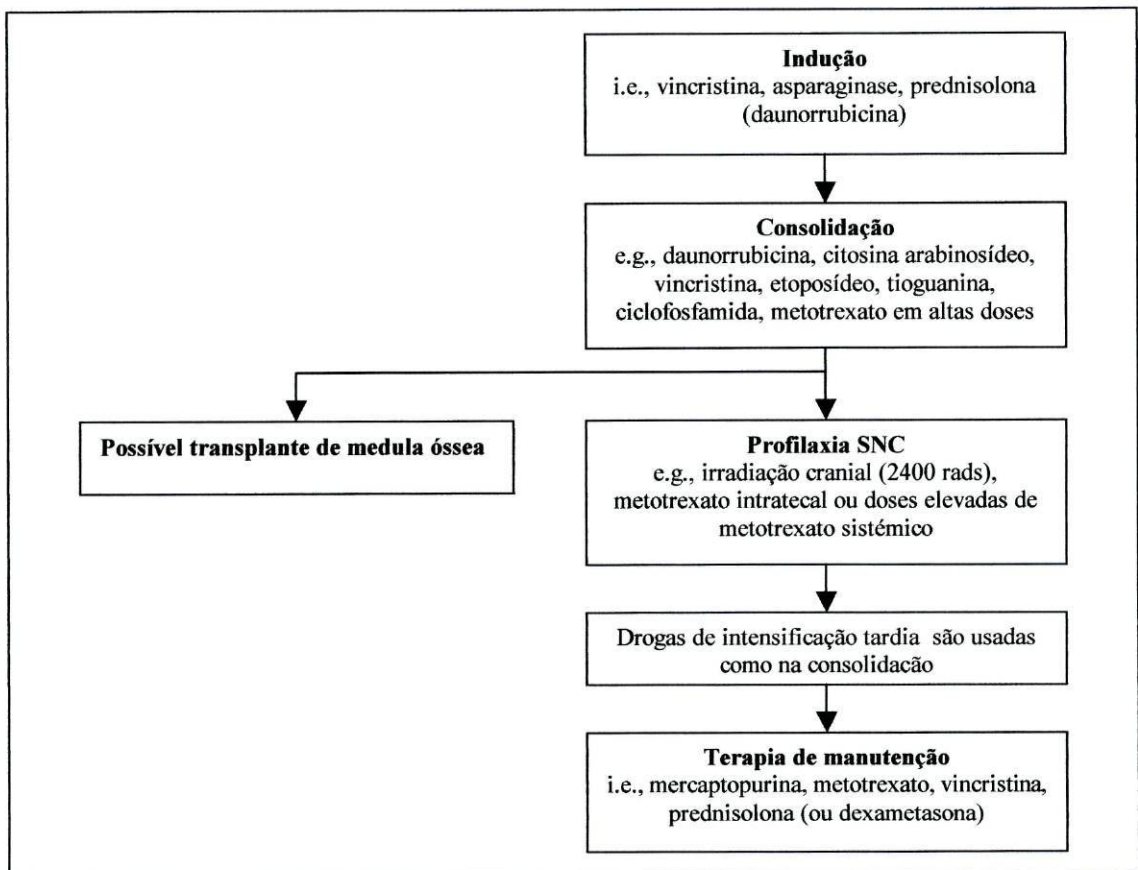 Indução
i.e., vincristina, asparaginase, prednisolona
(daunorrubicina)
Consolidação
e.g., daunorrubicina, citosina arabinosídeo,
vincristina, etoposídeo, tioguanina,
ciclofosfamida, metotrexato em altas doses
Possível transplante de medula óssea
Profilaxia SNC
e.g., irradiação cranial (2400 rads),
metotrexato intratecal ou doses elevadas de
metotrexato sistémico
Drogas de intensificação tardia são usadas
como na consolidacão
Terapia de manutenção
i.e., mercaptopurina, metotrexato, vincristina,
prednisolona (ou dexametasona)